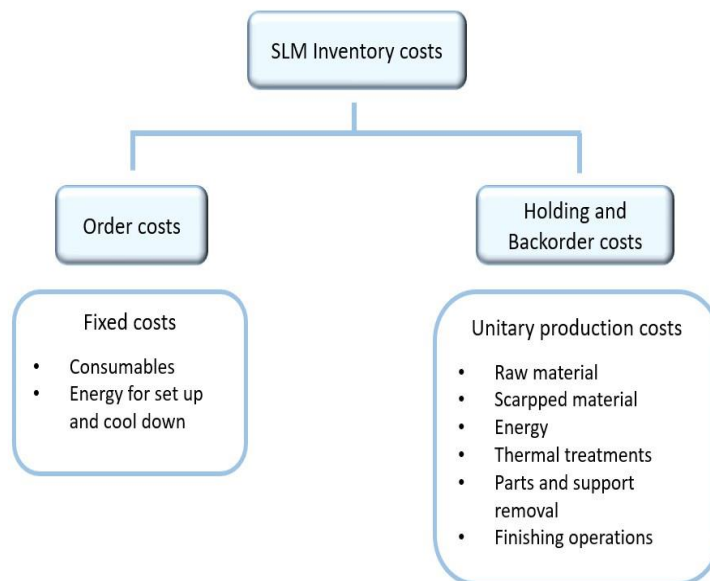 SLM Inventory costs
Order costs
Holding and
Backorder costs
Fixed costs
• Consumables
• Energy for set up
and cool down
Unitary production costs
• Raw material
• Scarpped material
• Energy
• Thermal treatments
• Parts and support
removal
• Finishing operations